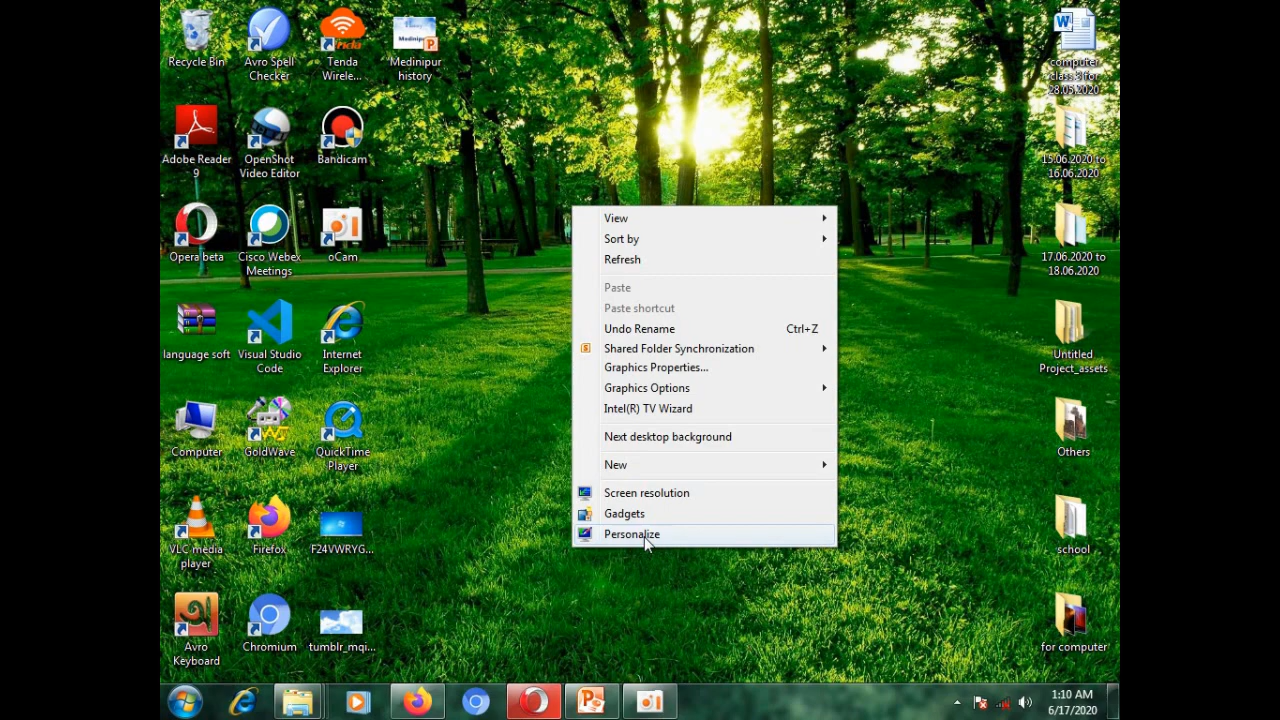 Recycle Bin
Avro Spell
Checker
Tenda
Wirele...
Medinipur
history
Adobe Reader
9
OpenShot
Video Editor
Bandicam
Opera beta
Cisco Webex
Meetings
oCam
language soft
Visual Studio
Code
Internet
Explorer
Computer
GoldWave
QuickTime
Player
VLC media
player
Firefox
F24VWRYG...
Avro
Keyboard
Chromium
tumblr_mqi...
View
Sort by
Refresh
Paste
Paste shortcut
Undo Rename Ctrl+Z
Shared Folder Synchronization
Graphics Properties...
Graphics Options
Intel(R) TV Wizard
Next desktop background
New
Screen resolution
Gadgets
Personalize
computer
class 8 for
28.05.2020
15.06.2020 to
16.06.2020
17.06.2020 to
18.06.2020
Untitled
Project_assets
Others
school
for computer
1:10 AM
6/17/2020